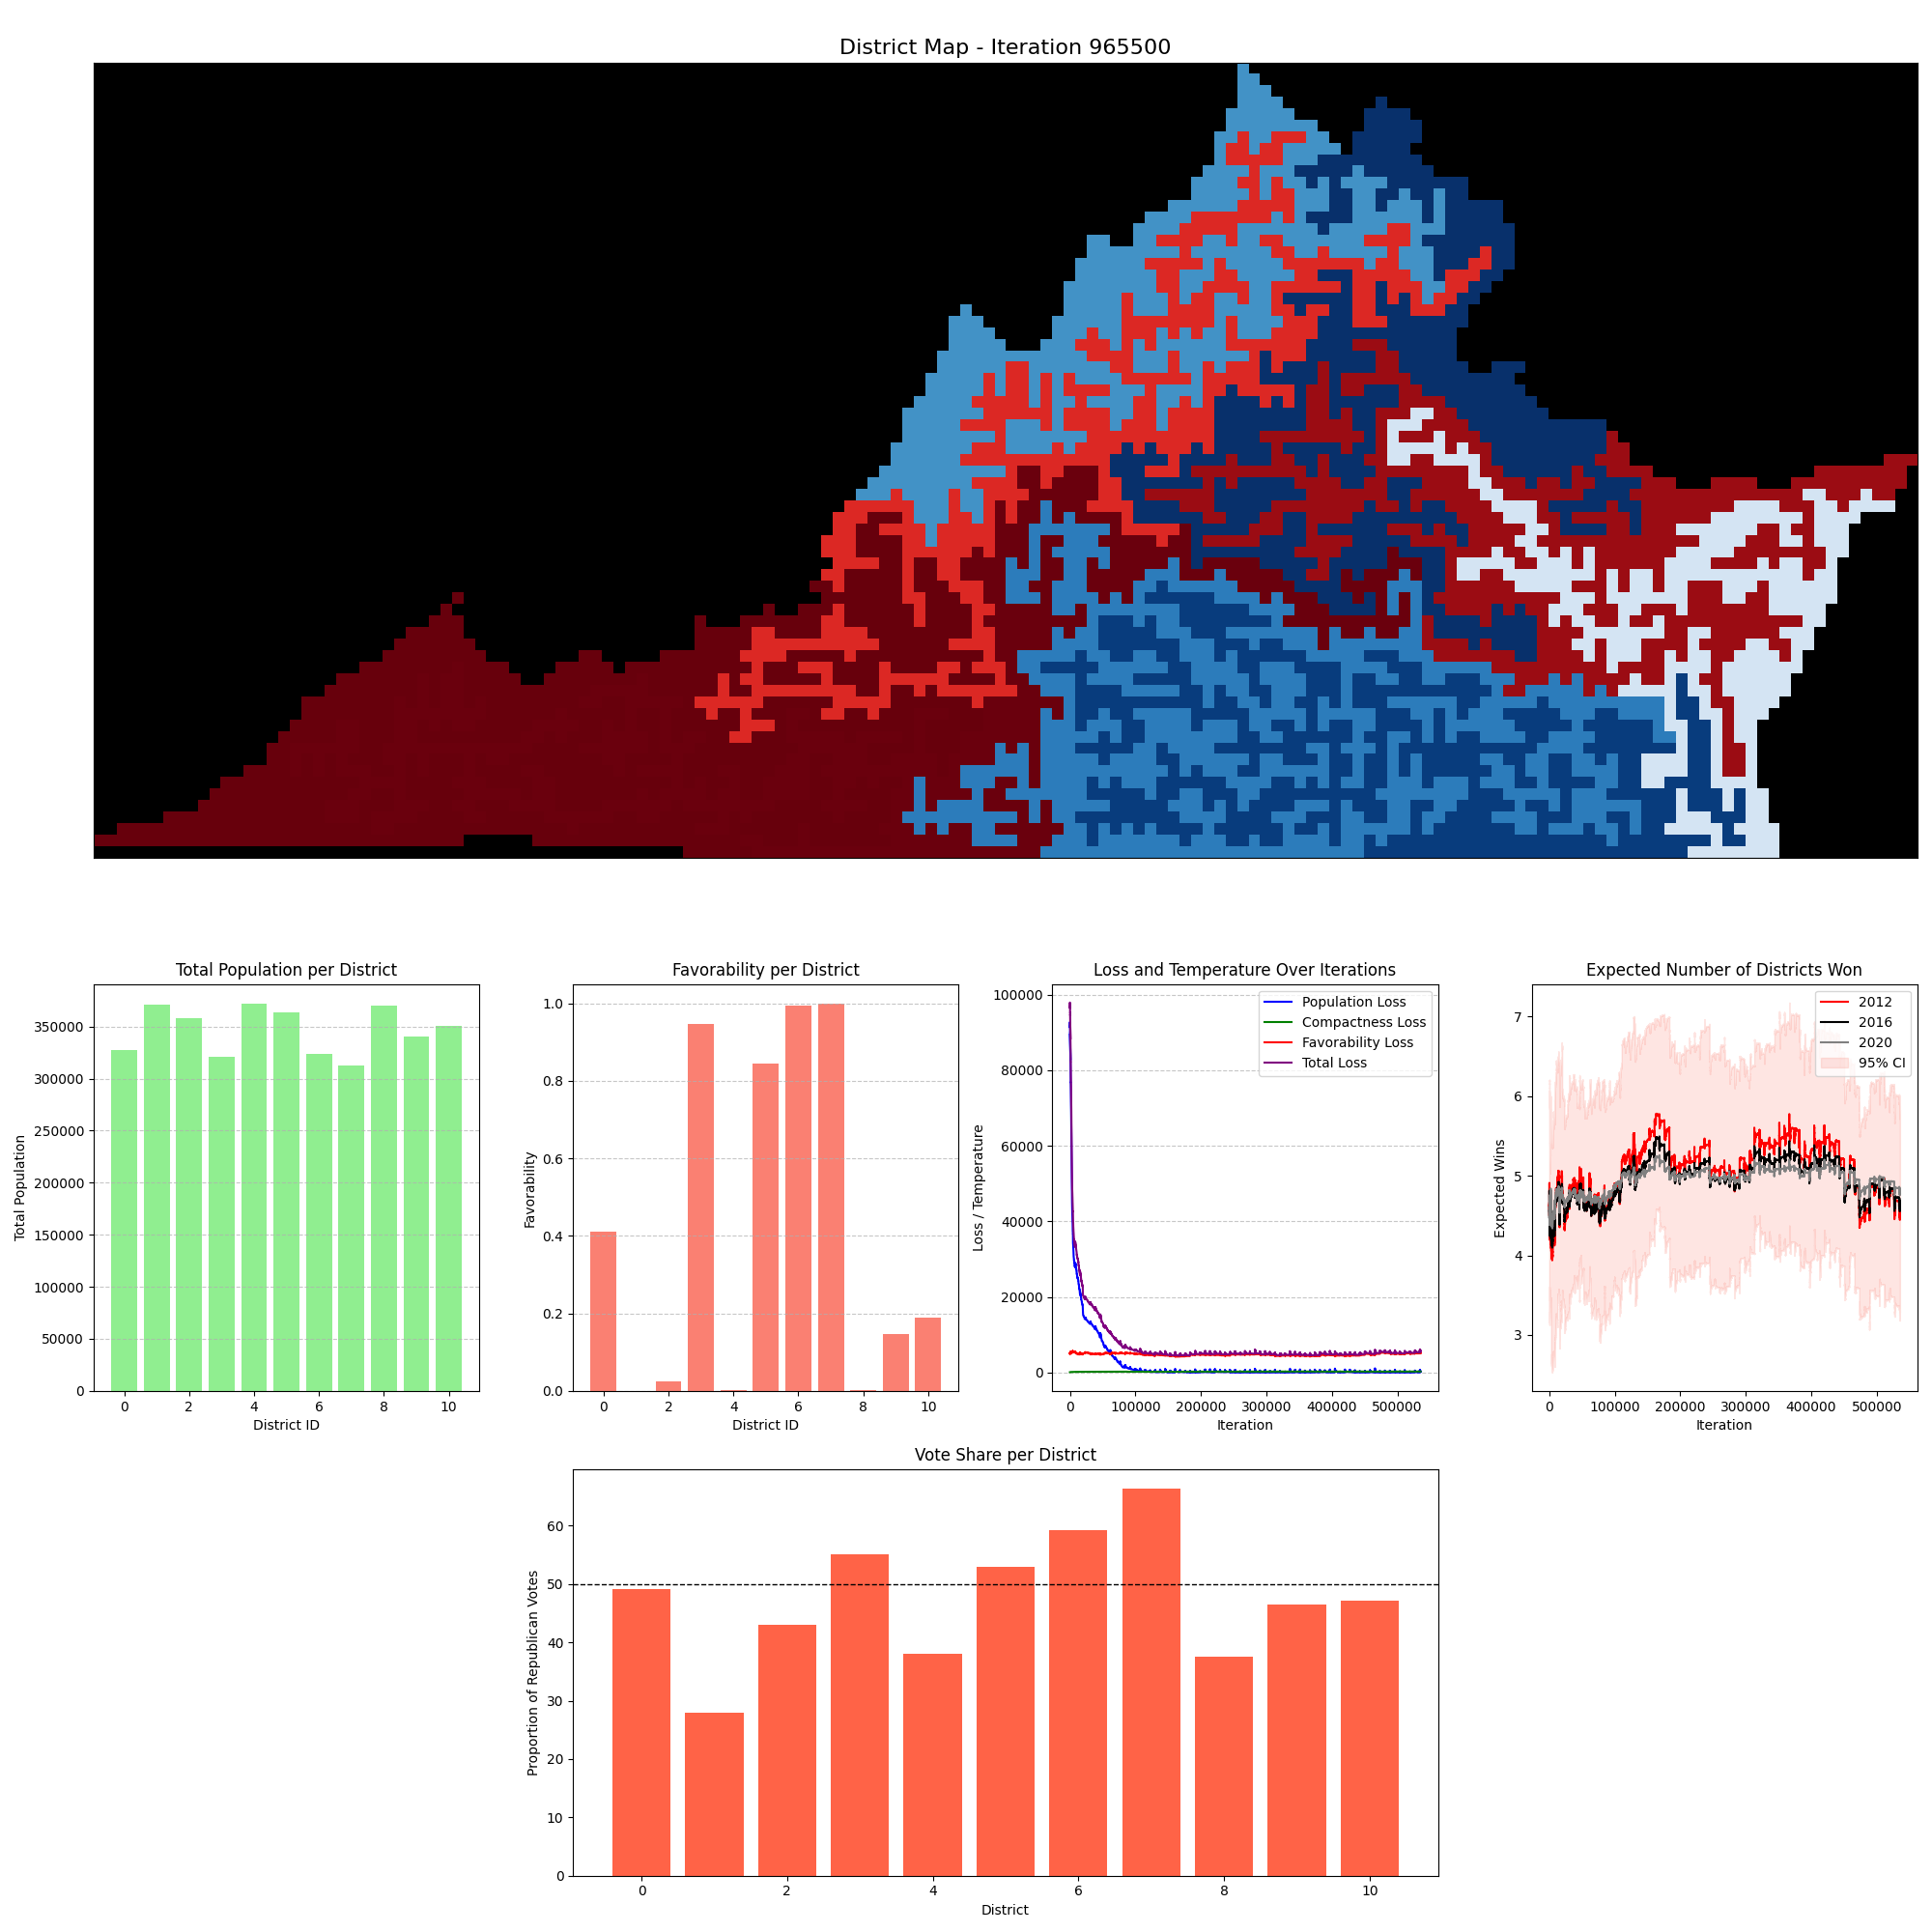 District Map - Iteration 965500
Total Population per District
Total Population
350000
300000
250000
200000
150000
100000
50000
0
0 2 4 6 8 10
District ID
Favorability per District
Favorability
1.0
0.8
0.6
0.4
0.2
0.0
0 2 4 6 8 10
District ID
Loss and Temperature Over Iterations
Loss / Temperature
100000
80000
60000
40000
20000
0
Population Loss
Compactness Loss
Favorability Loss
Total Loss
0 100000 200000 300000 400000 500000
Iteration
Expected Number of Districts Won
Expected Wins
7
6
5
4
3
2012
2016
2020
95% CI
0 100000 200000 300000 400000 500000
Iteration
Vote Share per District
Proportion of Republican Votes
60
50
40
30
20
10
0
0 2 4 6 8 10
District